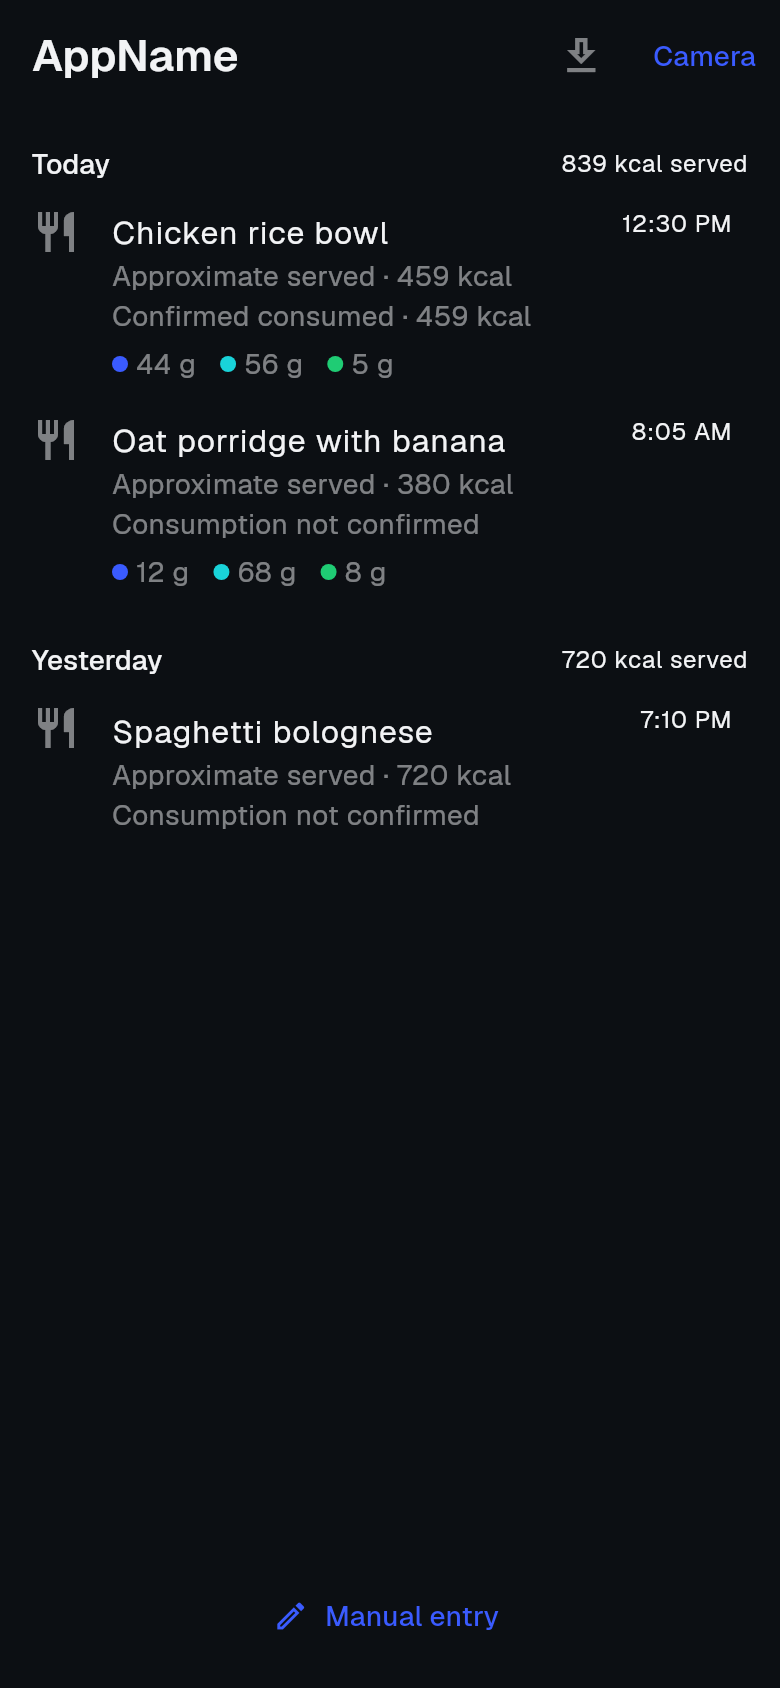 AppName
Camera
Today
839 kcal served
Chicken rice bowl
12:30 PM
Approximate served · 459 kcal
Confirmed consumed · 459 kcal
44 g 56 g 5 g
Oat porridge with banana
8:05 AM
Approximate served · 380 kcal
Consumption not confirmed
12 g 68 g 8 g
Yesterday
720 kcal served
Spaghetti bolognese
7:10 PM
Approximate served · 720 kcal
Consumption not confirmed
Manual entry